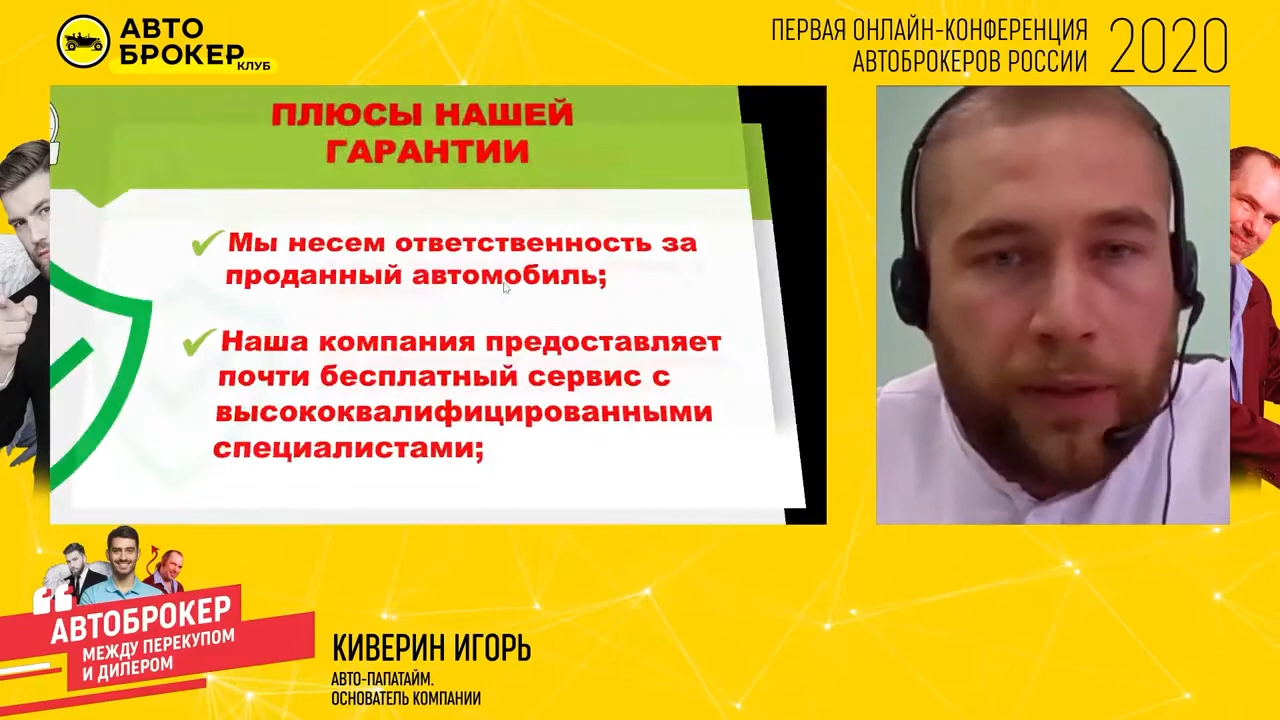 АВТО
БРОКЕР
КЛУБ
ПЕРВАЯ ОНЛАЙН-КОНФЕРЕНЦИЯ
АВТОБРОКЕРОВ РОССИИ
2020
ПЛЮСЫ НАШЕЙ
ГАРАНТИИ
Мы несем ответственность за
проданный автомобиль;
Наша компания предоставляет
почти бесплатный сервис с
высококвалифицированными
специалистами;
АВТОБРОКЕР
МЕЖДУ ПЕРЕКУПОМ
И ДИЛЕРОМ
КИВЕРИН ИГОРЬ
АВТО-ПАПАТАЙМ.
ОСНОВАТЕЛЬ КОМПАНИИ